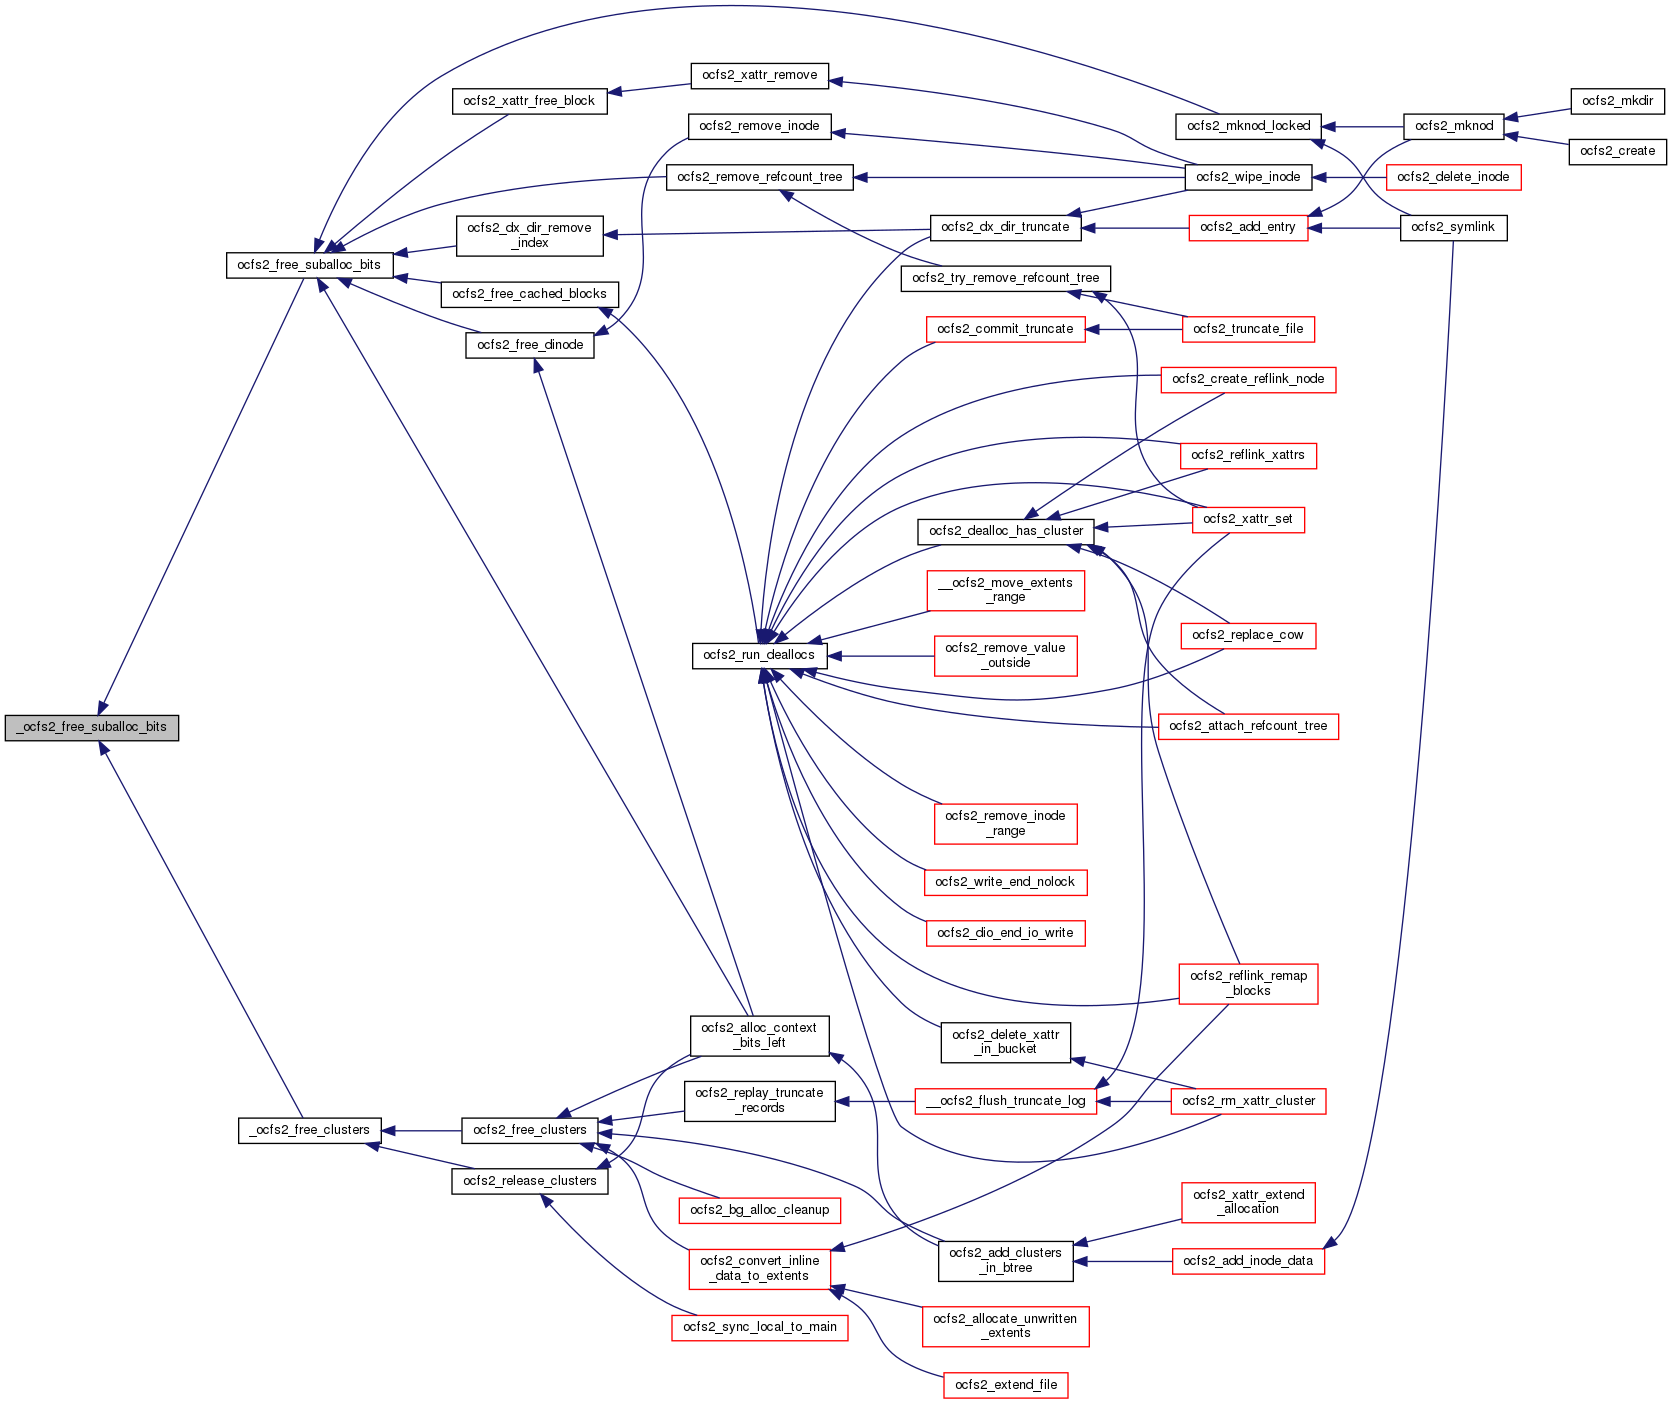 _ocfs2_free_suballoc_bits
ocfs2_free_suballoc_bits
_ocfs2_free_clusters
ocfs2_xattr_free_block
ocfs2_dx_dir_remove
_index
ocfs2_free_cached_blocks
ocfs2_free_dinode
ocfs2_free_clusters
ocfs2_release_clusters
ocfs2_xattr_remove
ocfs2_remove_inode
ocfs2_remove_refcount_tree
ocfs2_run_deallocs
ocfs2_alloc_context
_bits_left
ocfs2_replay_truncate
_records
ocfs2_bg_alloc_cleanup
ocfs2_convert_inline
_data_to_extents
ocfs2_sync_local_to_main
ocfs2_dx_dir_truncate
ocfs2_try_remove_refcount_tree
ocfs2_commit_truncate
ocfs2_dealloc_has_cluster
__ocfs2_move_extents
_range
ocfs2_remove_value
_outside
ocfs2_remove_inode
_range
ocfs2_write_end_nolock
ocfs2_dio_end_io_write
ocfs2_delete_xattr
_in_bucket
__ocfs2_flush_truncate_log
ocfs2_add_clusters
_in_btree
ocfs2_allocate_unwritten
_extents
ocfs2_extend_file
ocfs2_mknod_locked
ocfs2_wipe_inode
ocfs2_add_entry
ocfs2_truncate_file
ocfs2_create_reflink_node
ocfs2_reflink_xattrs
ocfs2_xattr_set
ocfs2_replace_cow
ocfs2_attach_refcount_tree
ocfs2_reflink_remap
_blocks
ocfs2_rm_xattr_cluster
ocfs2_xattr_extend
_allocation
ocfs2_add_inode_data
ocfs2_mknod
ocfs2_delete_inode
ocfs2_symlink
ocfs2_mkdir
ocfs2_create